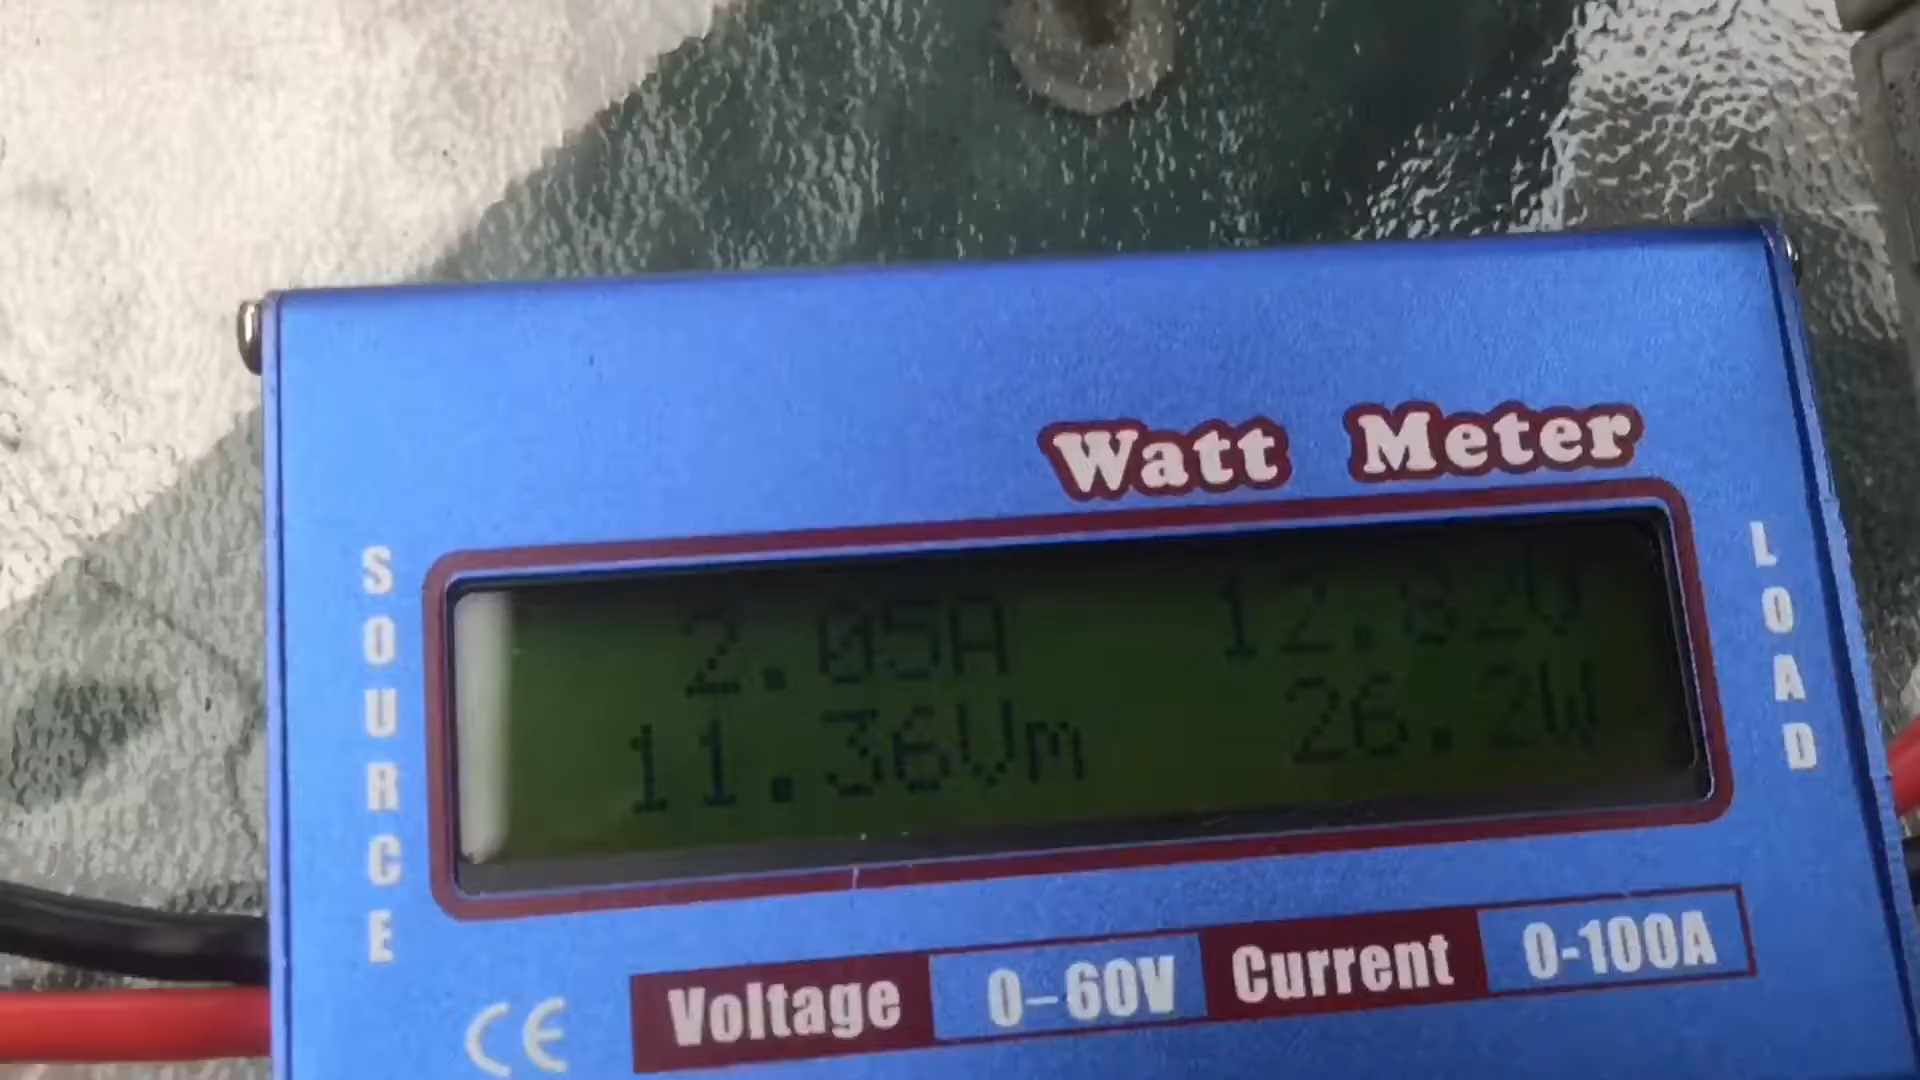 Watt Meter
SOURCE
2.05A 12.82V
11.36Vm 26.2W
LOAD
Voltage 0-60V Current 0-100A
CE